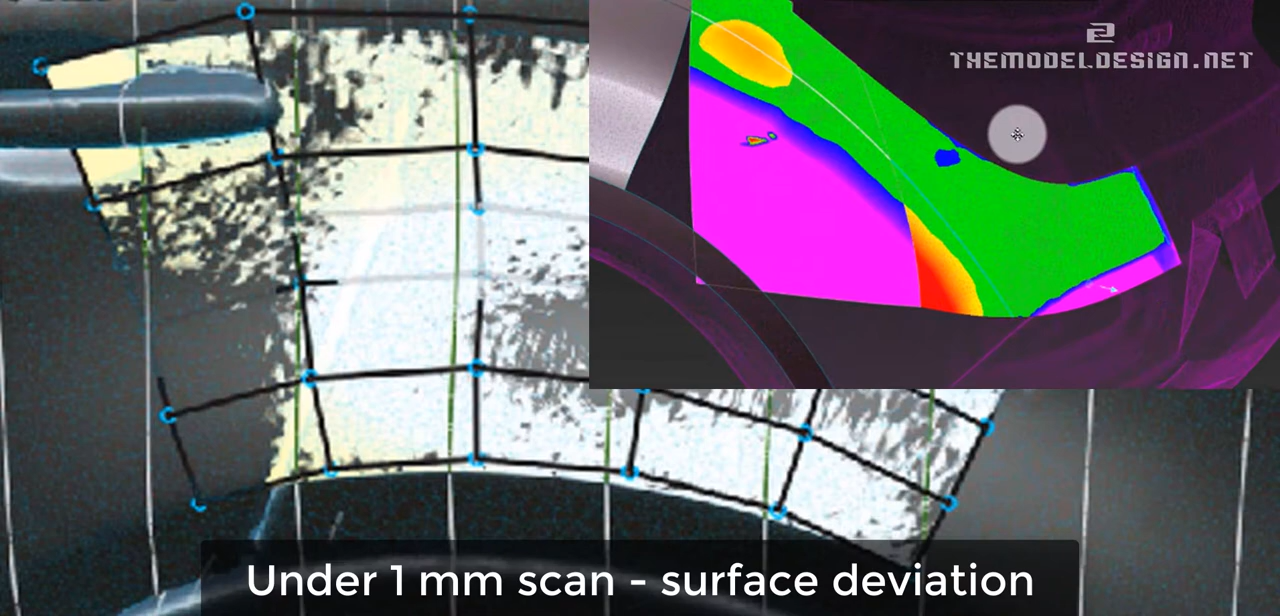 THEMODELDESIGN.NET
Under 1 mm scan - surface deviation